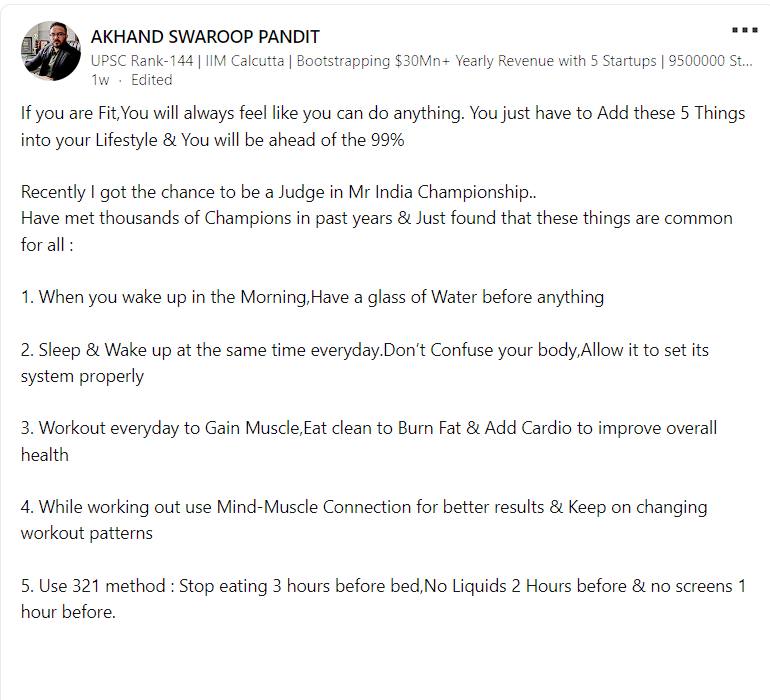 AKHAND SWAROOP PANDIT
UPSC Rank-144 | IIM Calcutta | Bootstrapping $30Mn+ Yearly Revenue with 5 Startups | 9500000 St...
1w · Edited
If you are Fit,You will always feel like you can do anything. You just have to Add these 5 Things
into your Lifestyle & You will be ahead of the 99%
Recently I got the chance to be a Judge in Mr India Championship..
Have met thousands of Champions in past years & Just found that these things are common
for all :
1. When you wake up in the Morning,Have a glass of Water before anything
2. Sleep & Wake up at the same time everyday.Don't Confuse your body,Allow it to set its
system properly
3. Workout everyday to Gain Muscle,Eat clean to Burn Fat & Add Cardio to improve overall
health
4. While working out use Mind-Muscle Connection for better results & Keep on changing
workout patterns
5. Use 321 method : Stop eating 3 hours before bed,No Liquids 2 Hours before & no screens 1
hour before.